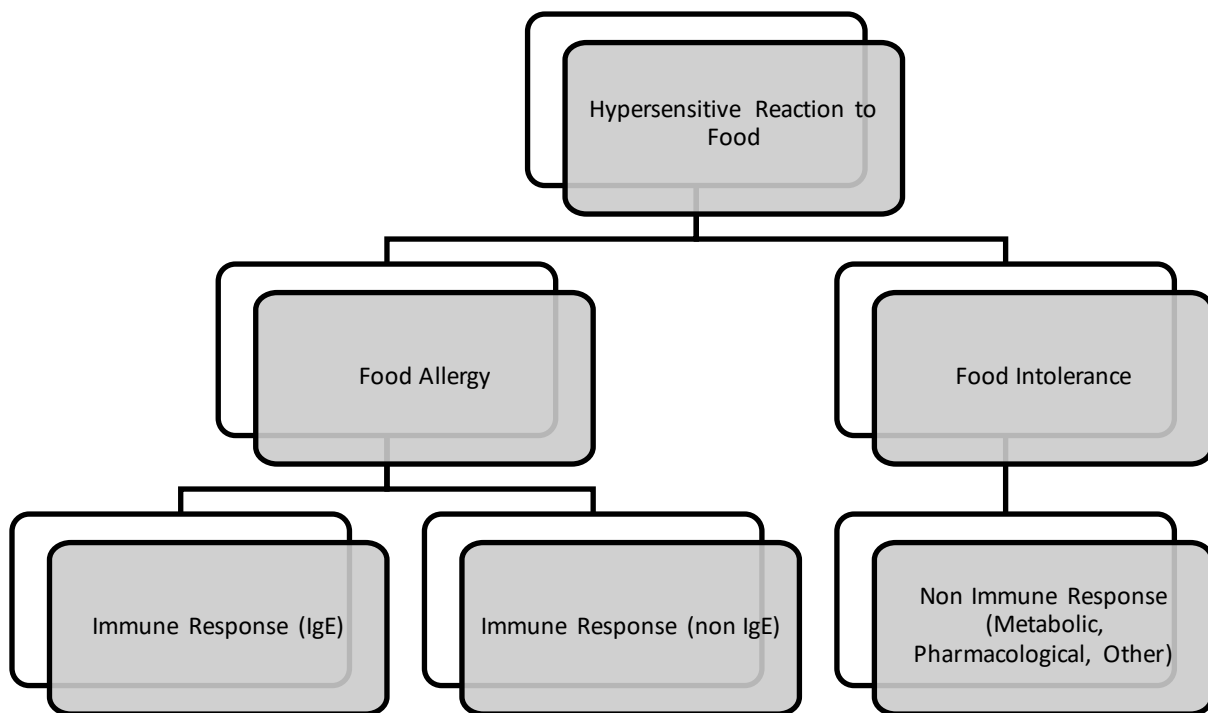 Hypersensitive Reaction to
Food
Food Allergy
Food Intolerance
Immune Response (IgE)
Immune Response (non IgE)
Non Immune Response
(Metabolic,
Pharmacological, Other)